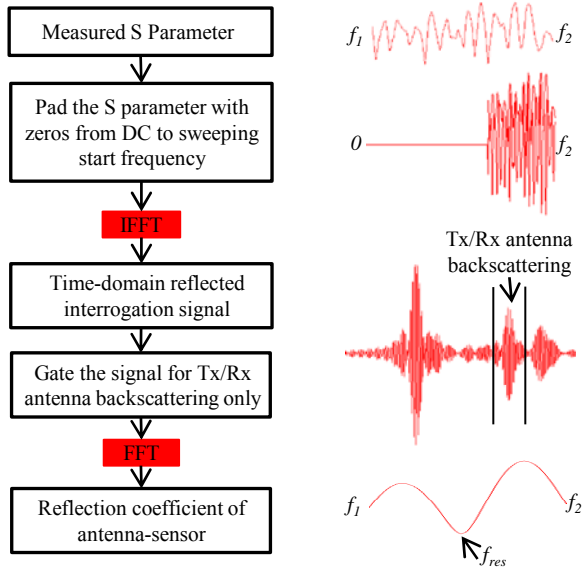 Measured S Parameter
f1
f2
Pad the S parameter with
zeros from DC to sweeping
start frequency
0
f2
IFFT
Tx/Rx antenna
backscattering
Time-domain reflected
interrogation signal
Gate the signal for Tx/Rx
antenna backscattering only
FFT
Reflection coefficient of
antenna-sensor
f1
f2
fres